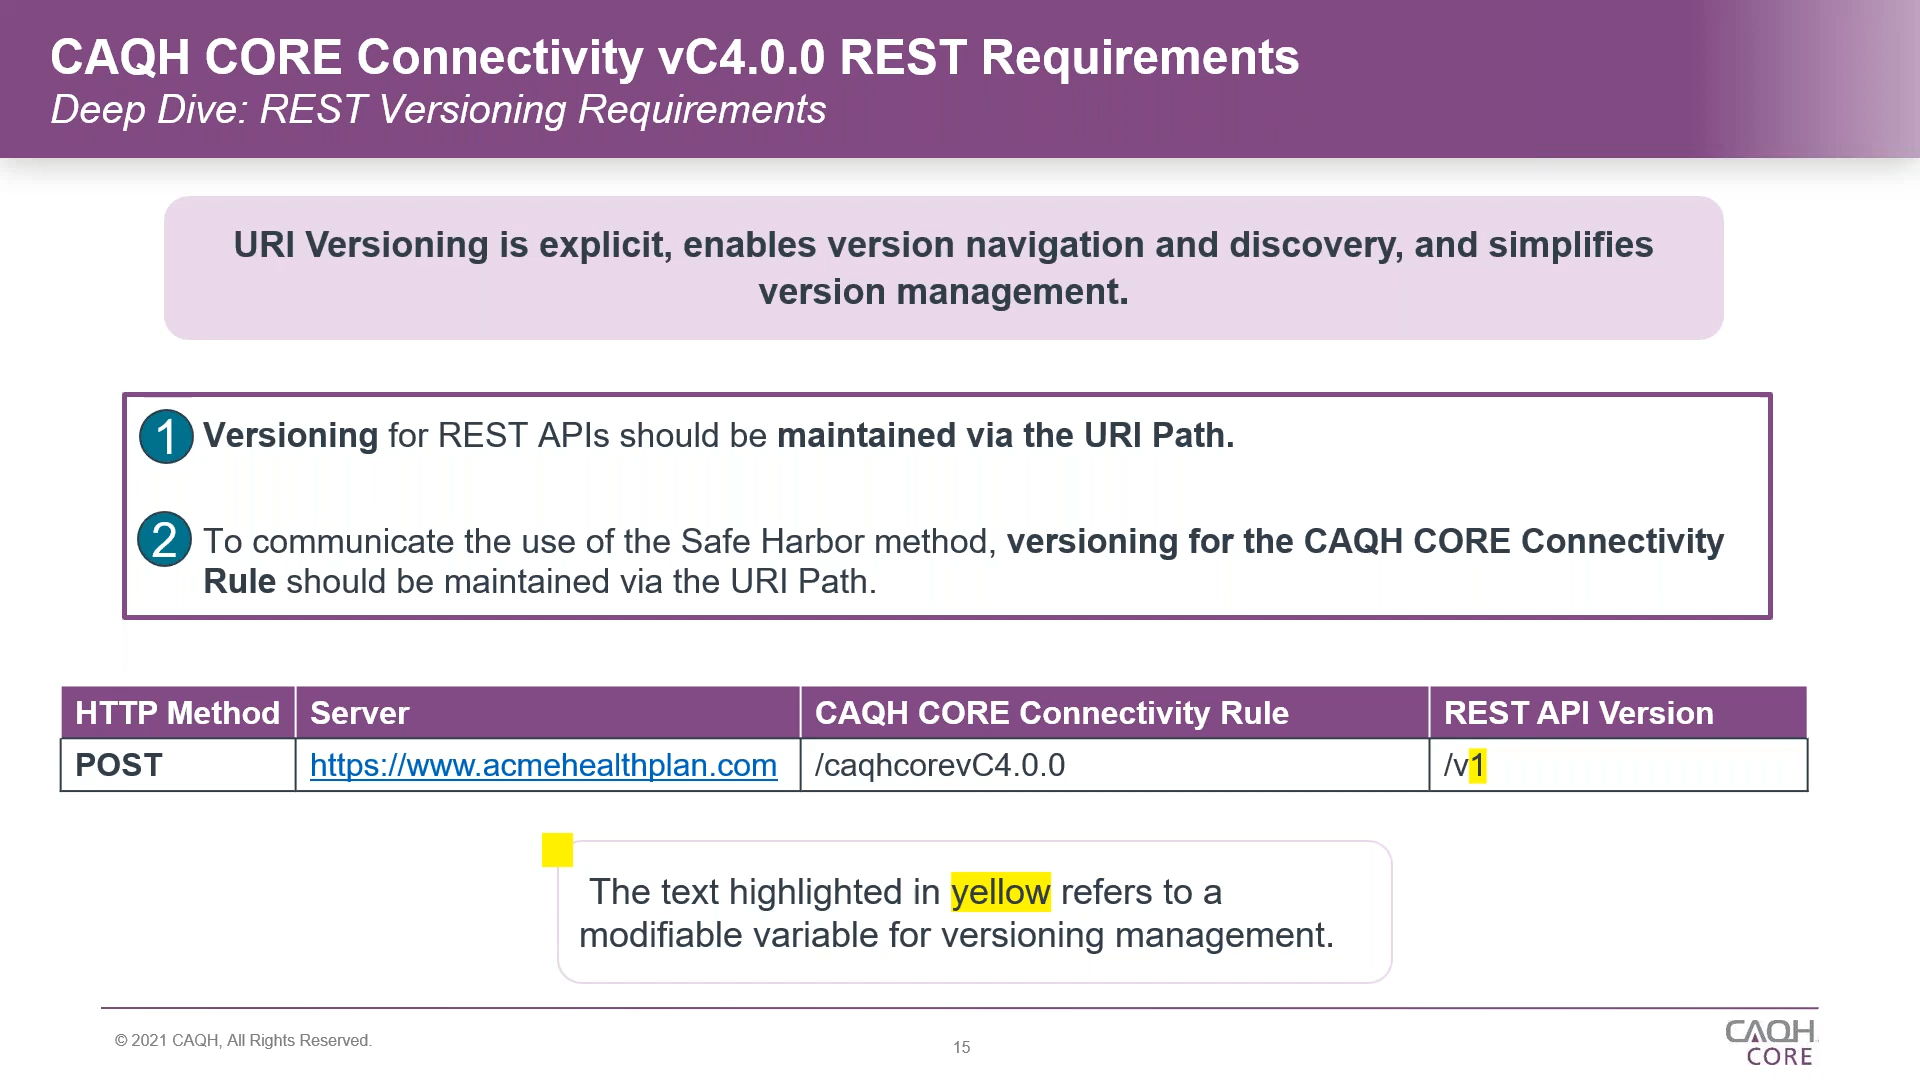 CAQH CORE Connectivity vC4.0.0 REST Requirements
Deep Dive: REST Versioning Requirements
URI Versioning is explicit, enables version navigation and discovery, and simplifies
version management.
1 Versioning for REST APIs should be maintained via the URI Path.
2 To communicate the use of the Safe Harbor method, versioning for the CAQH CORE Connectivity
Rule should be maintained via the URI Path.
HTTP Method Server CAQH CORE Connectivity Rule REST API Version
POST https://www.acmehealthplan.com /caqhcorevC4.0.0 /v1
The text highlighted in yellow refers to a
modifiable variable for versioning management.
© 2021 CAQH, All Rights Reserved.
15
CAQH
CORE